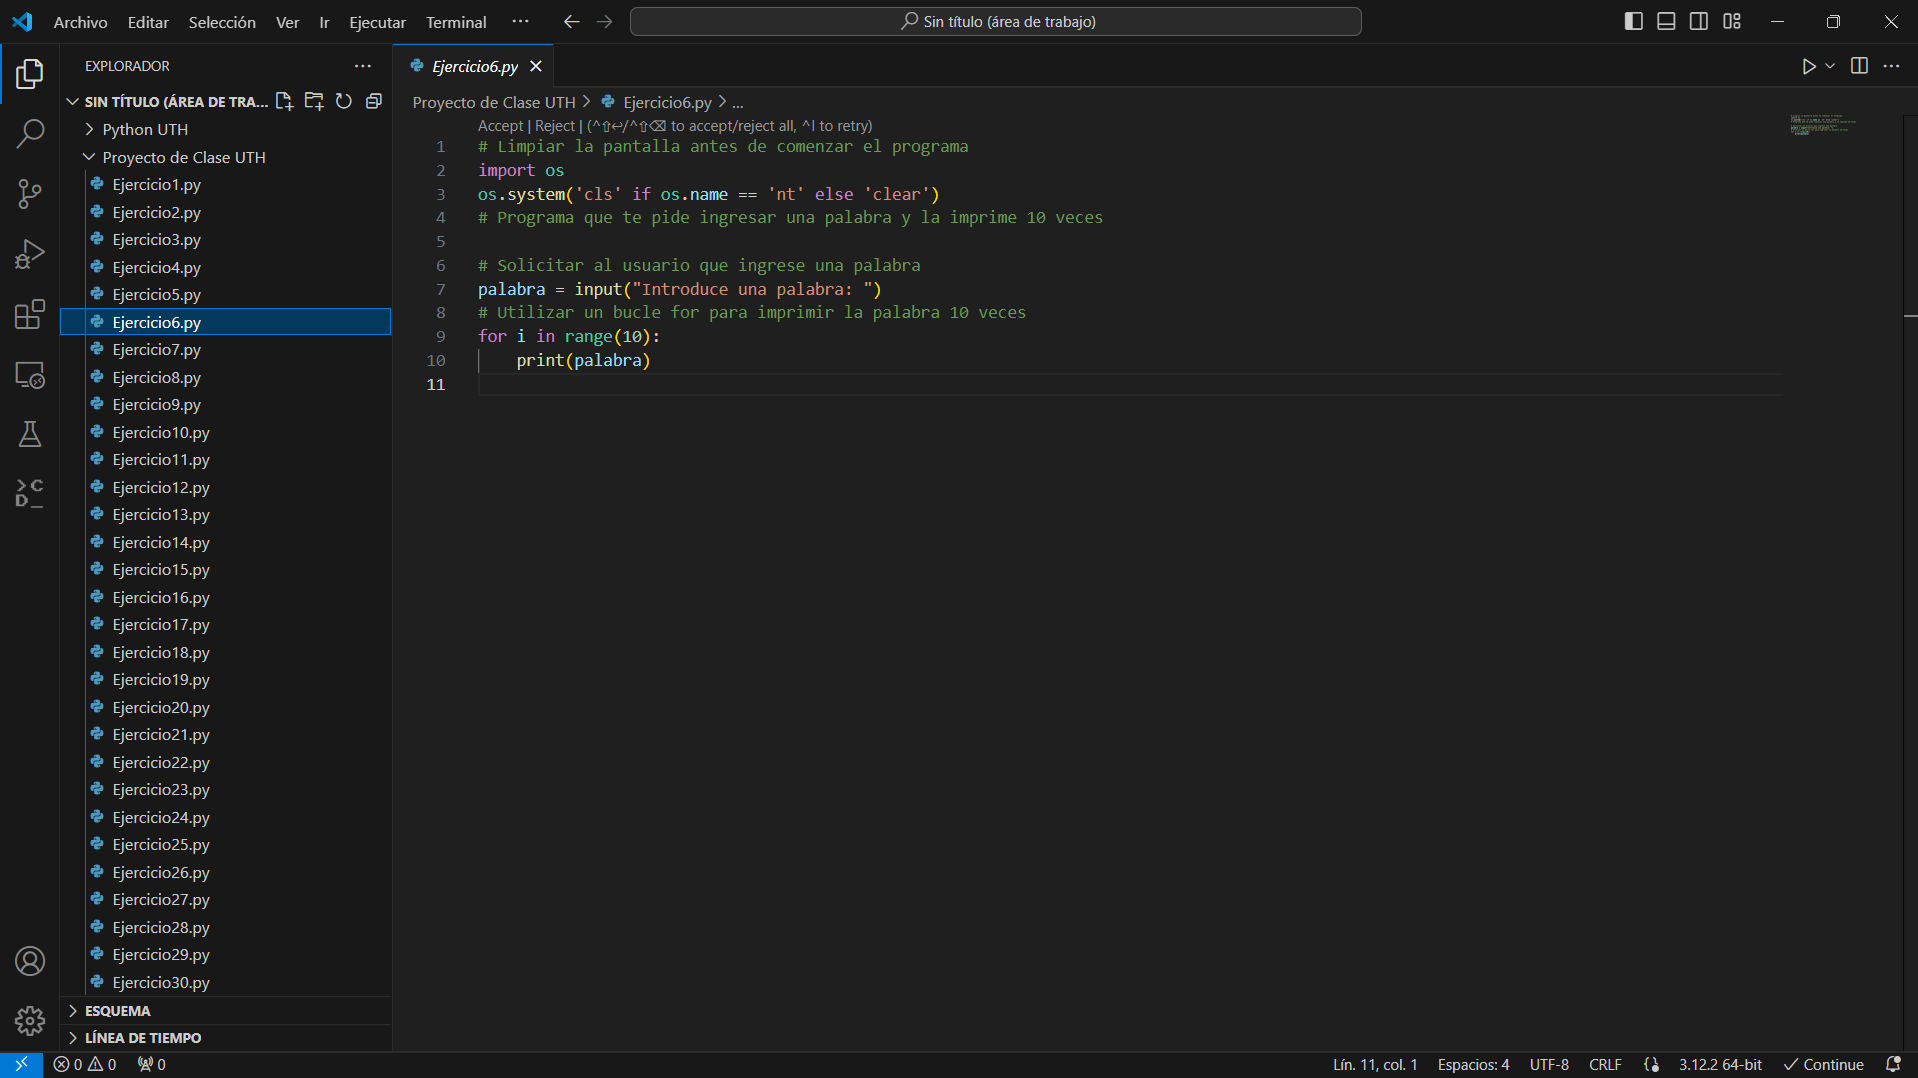 Archivo Editar Selección Ver Ir Ejecutar Terminal ··· Sin título (área de trabajo)
EXPLORADOR ···
SIN TÍTULO (ÁREA DE TRA...
Python UTH
Proyecto de Clase UTH
Ejercicio1.py
Ejercicio2.py
Ejercicio3.py
Ejercicio4.py
Ejercicio5.py
Ejercicio6.py
Ejercicio7.py
Ejercicio8.py
Ejercicio9.py
Ejercicio10.py
Ejercicio11.py
Ejercicio12.py
Ejercicio13.py
Ejercicio14.py
Ejercicio15.py
Ejercicio16.py
Ejercicio17.py
Ejercicio18.py
Ejercicio19.py
Ejercicio20.py
Ejercicio21.py
Ejercicio22.py
Ejercicio23.py
Ejercicio24.py
Ejercicio25.py
Ejercicio26.py
Ejercicio27.py
Ejercicio28.py
Ejercicio29.py
Ejercicio30.py
ESQUEMA
LÍNEA DE TIEMPO
Ejercicio6.py
Proyecto de Clase UTH > Ejercicio6.py > ...
Accept | Reject | (^⇧↩/^⇧⌫ to accept/reject all, ^I to retry)
1 # Limpiar la pantalla antes de comenzar el programa
2 import os
3 os.system('cls' if os.name == 'nt' else 'clear')
4 # Programa que te pide ingresar una palabra y la imprime 10 veces
5
6 # Solicitar al usuario que ingrese una palabra
7 palabra = input("Introduce una palabra: ")
8 # Utilizar un bucle for para imprimir la palabra 10 veces
9 for i in range(10):
10     print(palabra)
11
0 0 0 Lín. 11, col. 1 Espacios: 4 UTF-8 CRLF 3.12.2 64-bit Continue